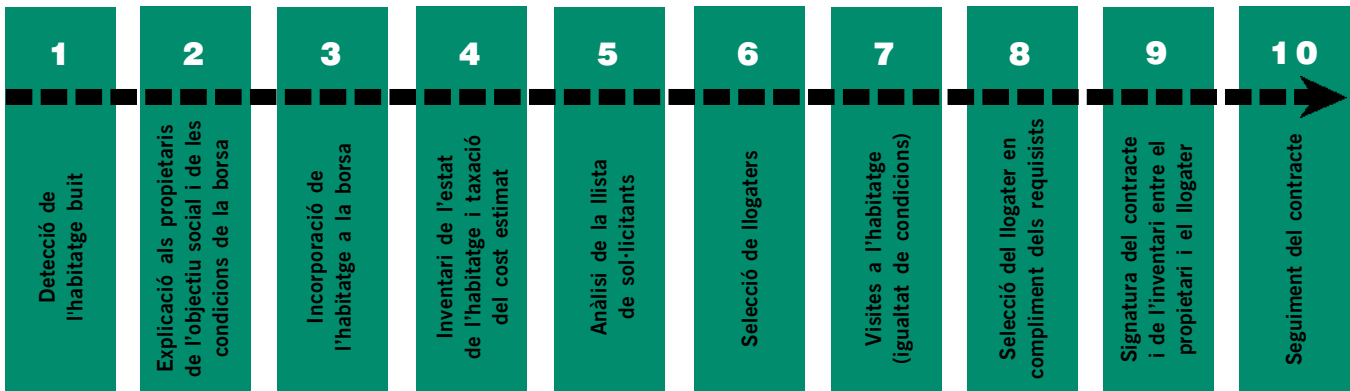 1
Detecció de
l'habitatge buit
2
Explicació als propietaris
de l'objectiu social i de les
condicions de la borsa
3
Incorporació de
l'habitatge a la borsa
4
Inventari de l'estat
de l'habitatge i taxació
del cost estimat
5
Anàlisi de la llista
de sol·licitants
6
Selecció de llogaters
7
Visites a l'habitatge
(igualtat de condicions)
8
Selecció del llogater en
compliment dels requisists
9
Signatura del contracte
i de l'inventari entre el
propietari i el llogater
10
Seguiment del contracte